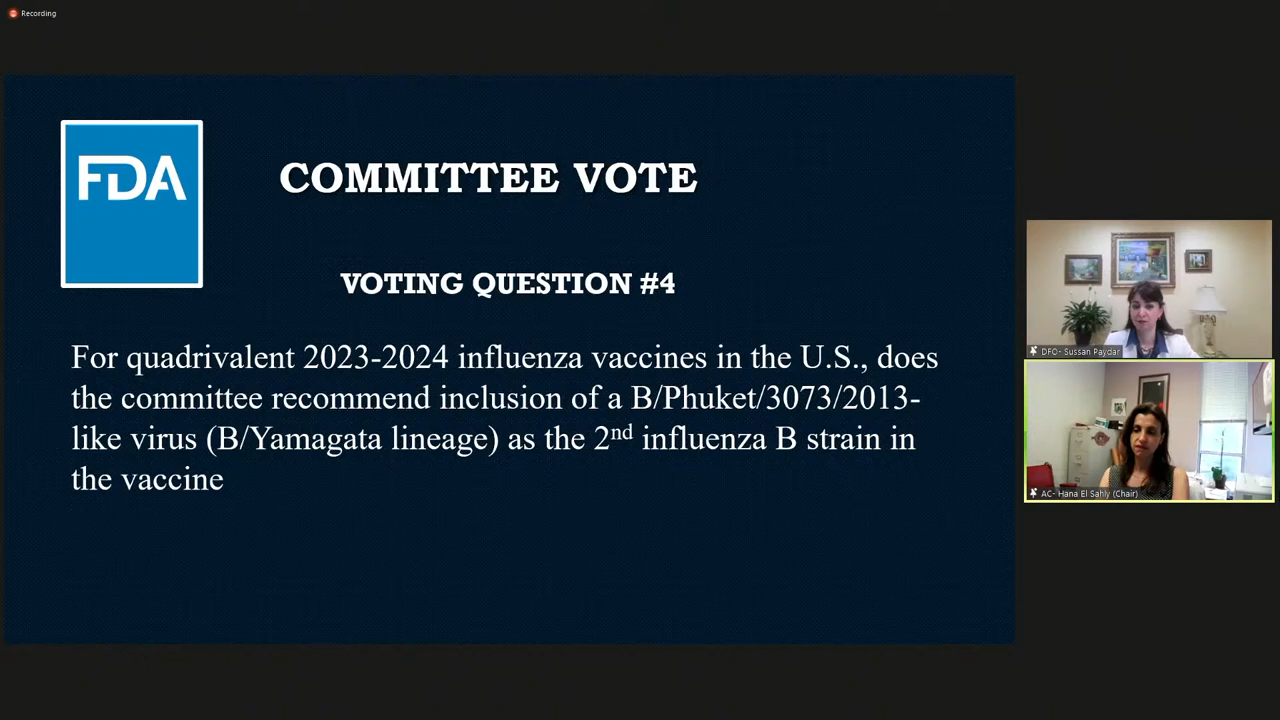 Recording
FDA
COMMITTEE VOTE
VOTING QUESTION #4
For quadrivalent 2023-2024 influenza vaccines in the U.S., does
the committee recommend inclusion of a B/Phuket/3073/2013-
like virus (B/Yamagata lineage) as the 2nd influenza B strain in
the vaccine
DFO- Sussan Paydar
AC- Hana El Sahly (Chair)